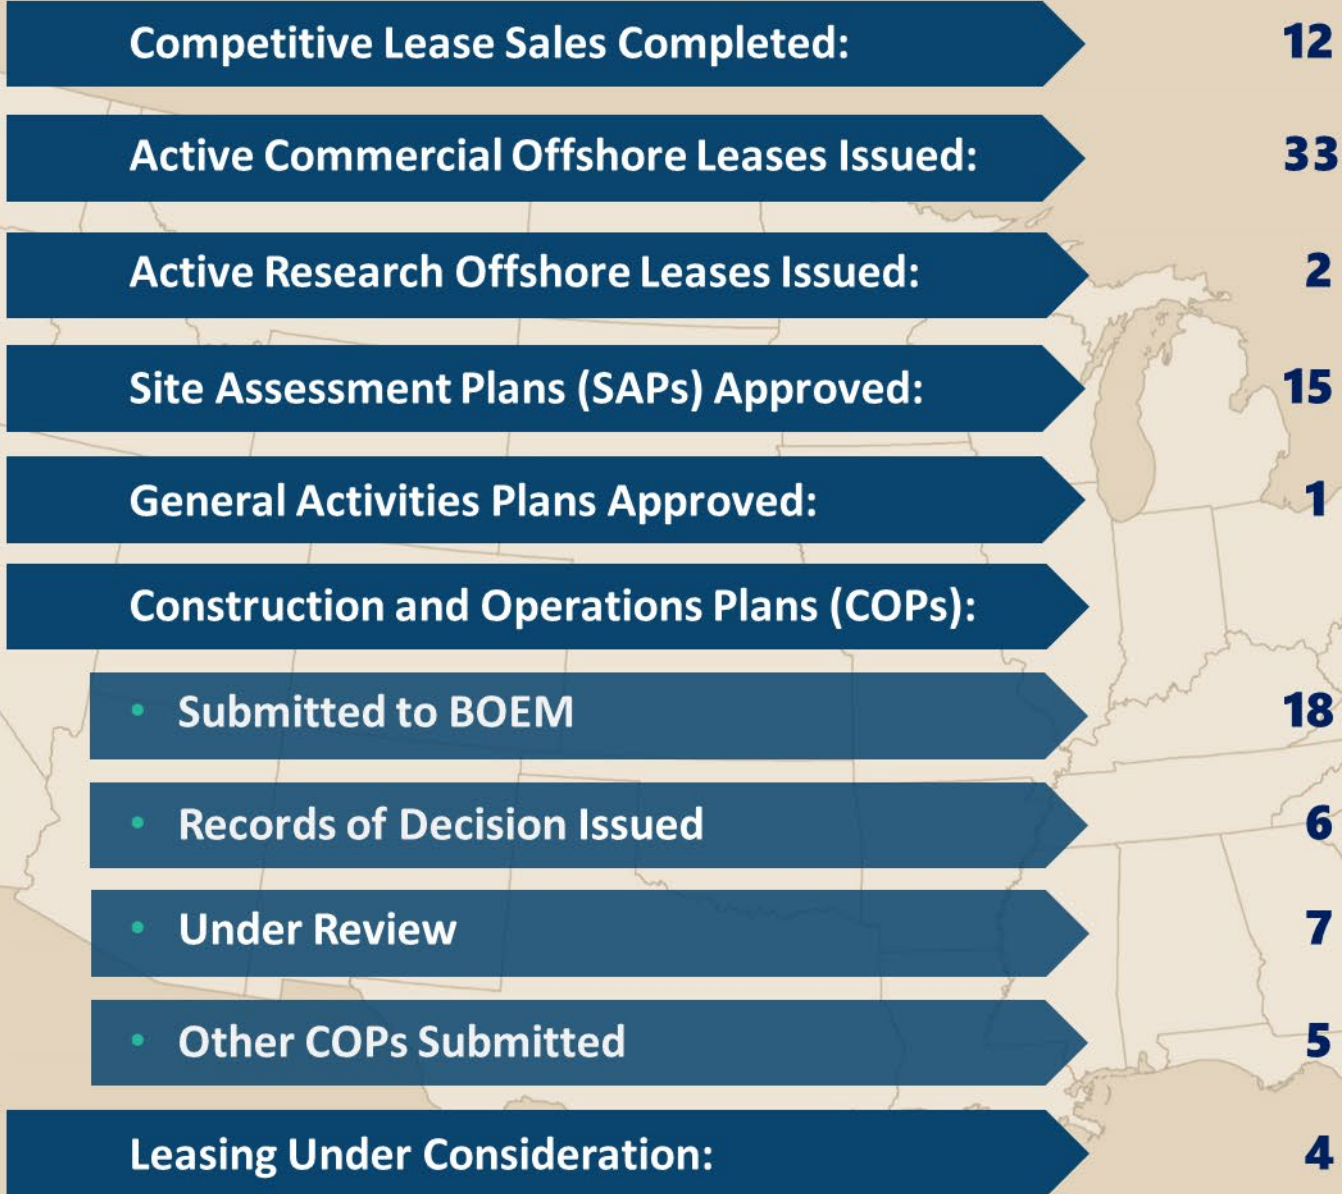 Competitive Lease Sales Completed: 12
Active Commercial Offshore Leases Issued: 33
Active Research Offshore Leases Issued: 2
Site Assessment Plans (SAPs) Approved: 15
General Activities Plans Approved: 1
Construction and Operations Plans (COPs):
• Submitted to BOEM 18
• Records of Decision Issued 6
• Under Review 7
• Other COPs Submitted 5
Leasing Under Consideration: 4